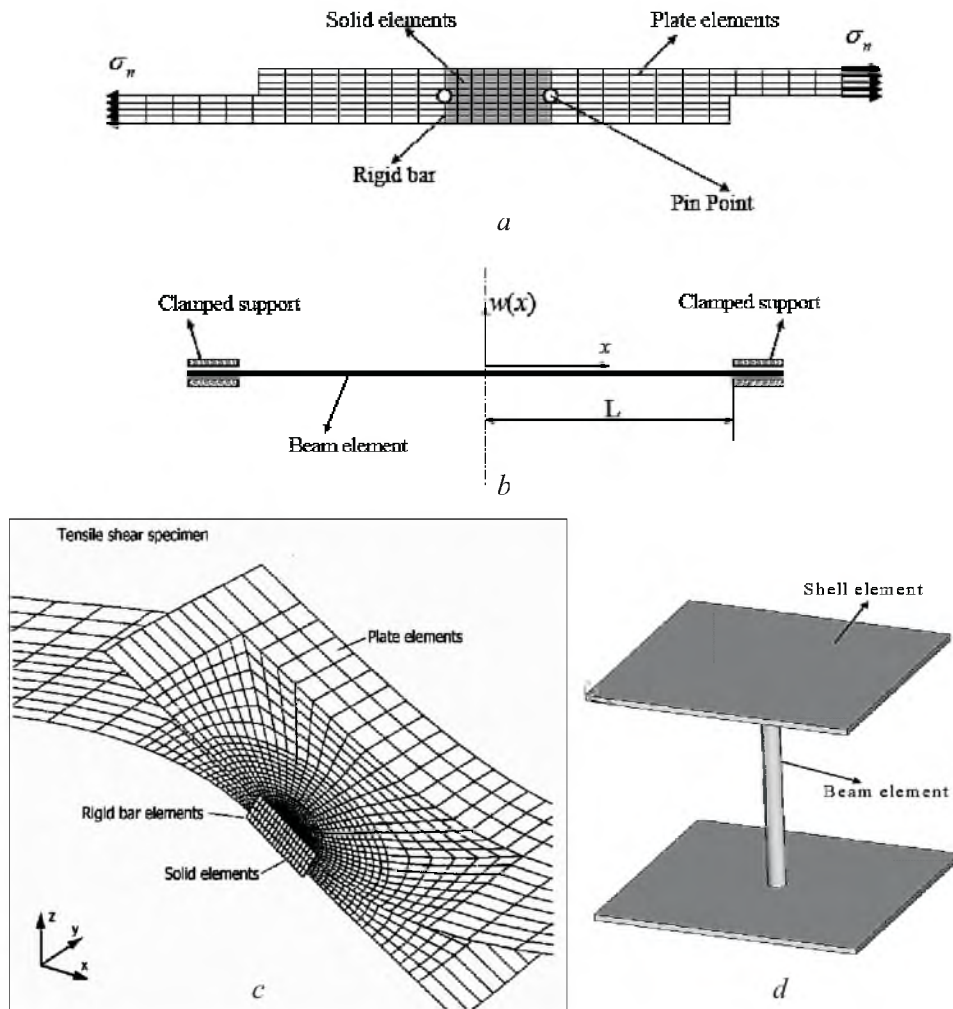 Solid elements
Plate elements
σn
σn
Rigid bar
Pin Point
a
Clamped support
w(x)
Clamped support
x
L
Beam element
b
Tensile shear specimen
Plate elements
Rigid bar elements
Solid elements
z
y
x
c
Shell element
Beam element
d